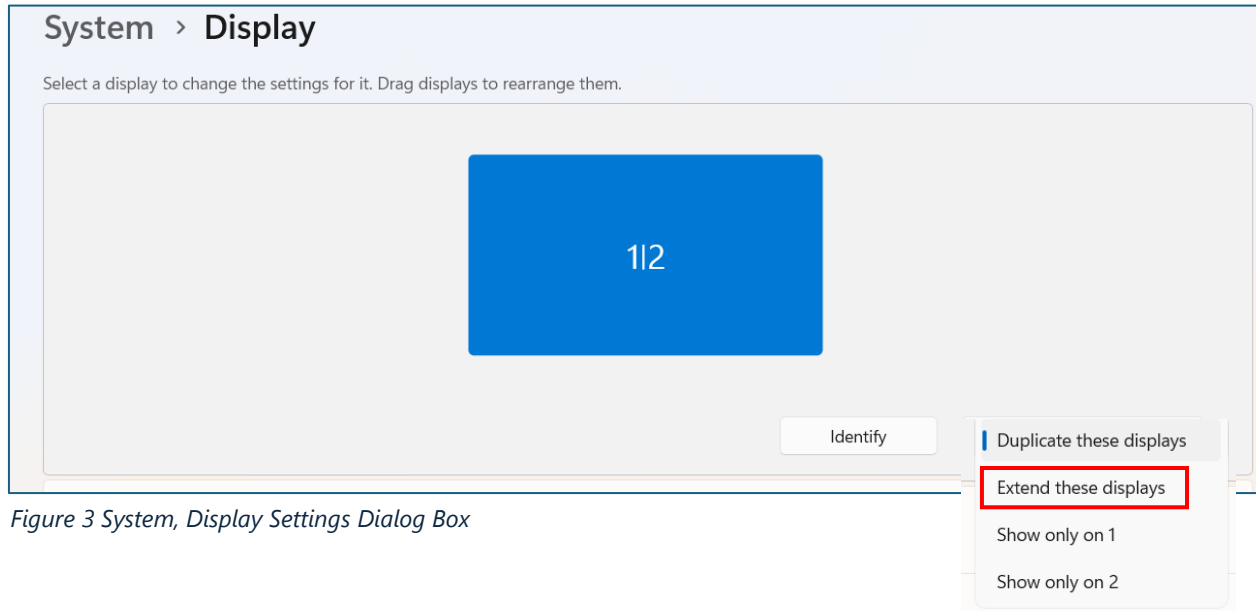 System > Display
Select a display to change the settings for it. Drag displays to rearrange them.
1|2
Identify
Duplicate these displays
Extend these displays
Show only on 1
Show only on 2
Figure 3 System, Display Settings Dialog Box